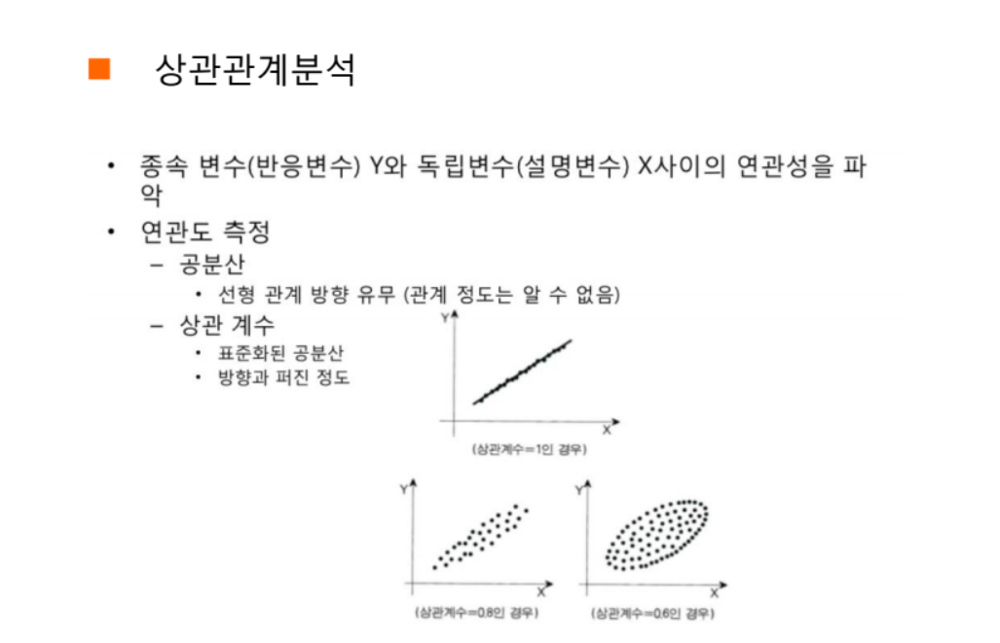 상관관계분석
• 종속 변수(반응변수) Y와 독립변수(설명변수) X사이의 연관성을 파
악
• 연관도 측정
– 공분산
• 선형 관계 방향 유무 (관계 정도는 알 수 없음)
– 상관 계수
• 표준화된 공분산
• 방향과 퍼진 정도
Y
X
(상관계수=1인 경우)
Y
X
(상관계수=0.8인 경우)
Y
X
(상관계수=0.6인 경우)